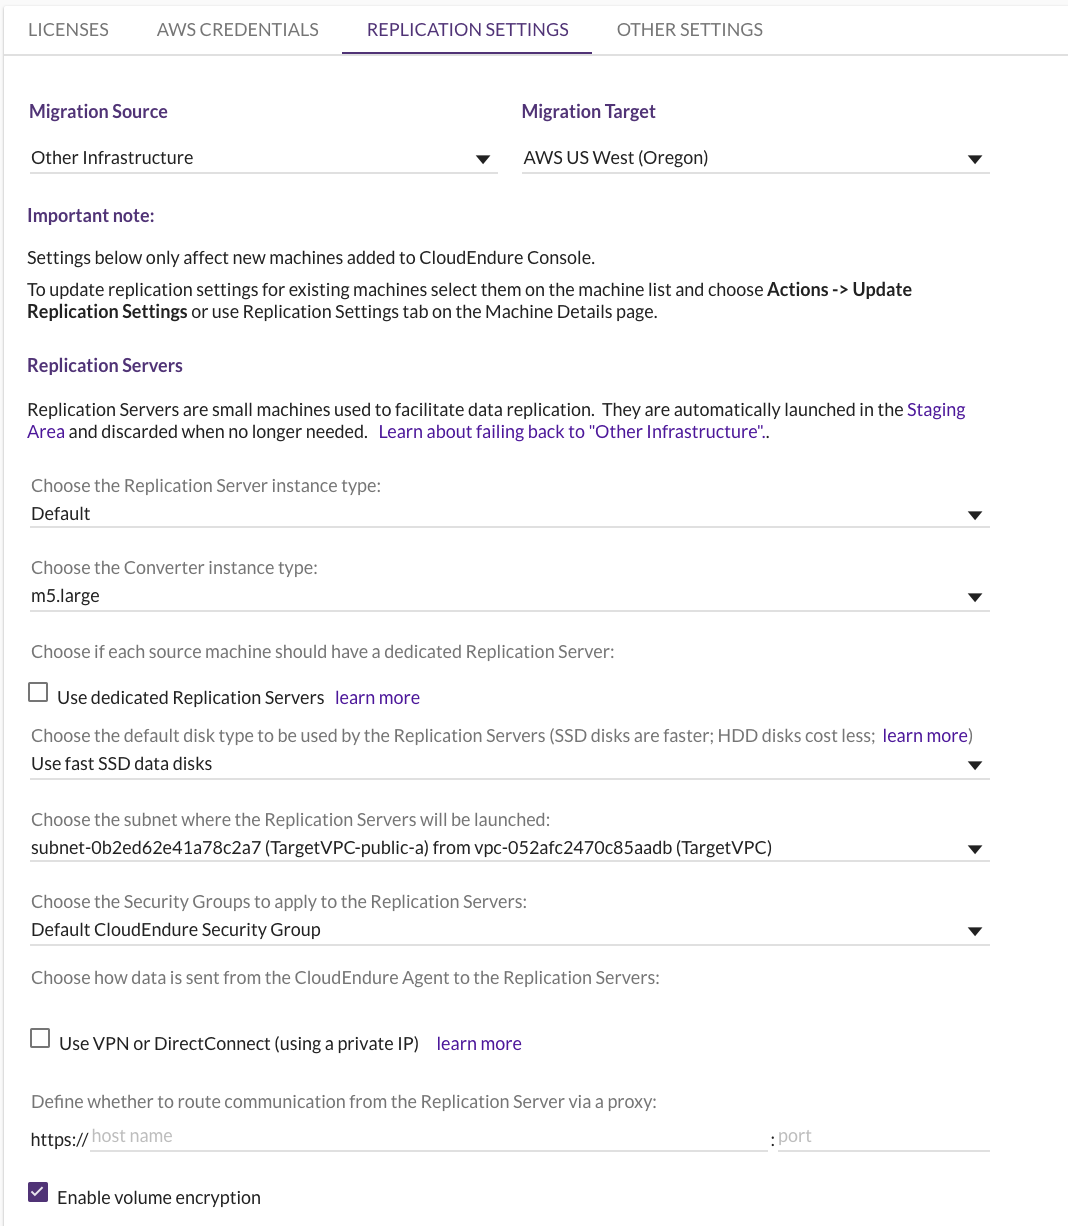 LICENSES AWS CREDENTIALS REPLICATION SETTINGS OTHER SETTINGS
Migration Source Migration Target
Other Infrastructure AWS US West (Oregon)
Important note:
Settings below only affect new machines added to CloudEndure Console.
To update replication settings for existing machines select them on the machine list and choose Actions -> Update
Replication Settings or use Replication Settings tab on the Machine Details page.
Replication Servers
Replication Servers are small machines used to facilitate data replication. They are automatically launched in the Staging
Area and discarded when no longer needed. Learn about failing back to "Other Infrastructure"..
Choose the Replication Server instance type:
Default
Choose the Converter instance type:
m5.large
Choose if each source machine should have a dedicated Replication Server:
Use dedicated Replication Servers learn more
Choose the default disk type to be used by the Replication Servers (SSD disks are faster; HDD disks cost less; learn more)
Use fast SSD data disks
Choose the subnet where the Replication Servers will be launched:
subnet-0b2ed62e41a78c2a7 (TargetVPC-public-a) from vpc-052afc2470c85aadb (TargetVPC)
Choose the Security Groups to apply to the Replication Servers:
Default CloudEndure Security Group
Choose how data is sent from the CloudEndure Agent to the Replication Servers:
Use VPN or DirectConnect (using a private IP) learn more
Define whether to route communication from the Replication Server via a proxy:
https:// host name : port
Enable volume encryption